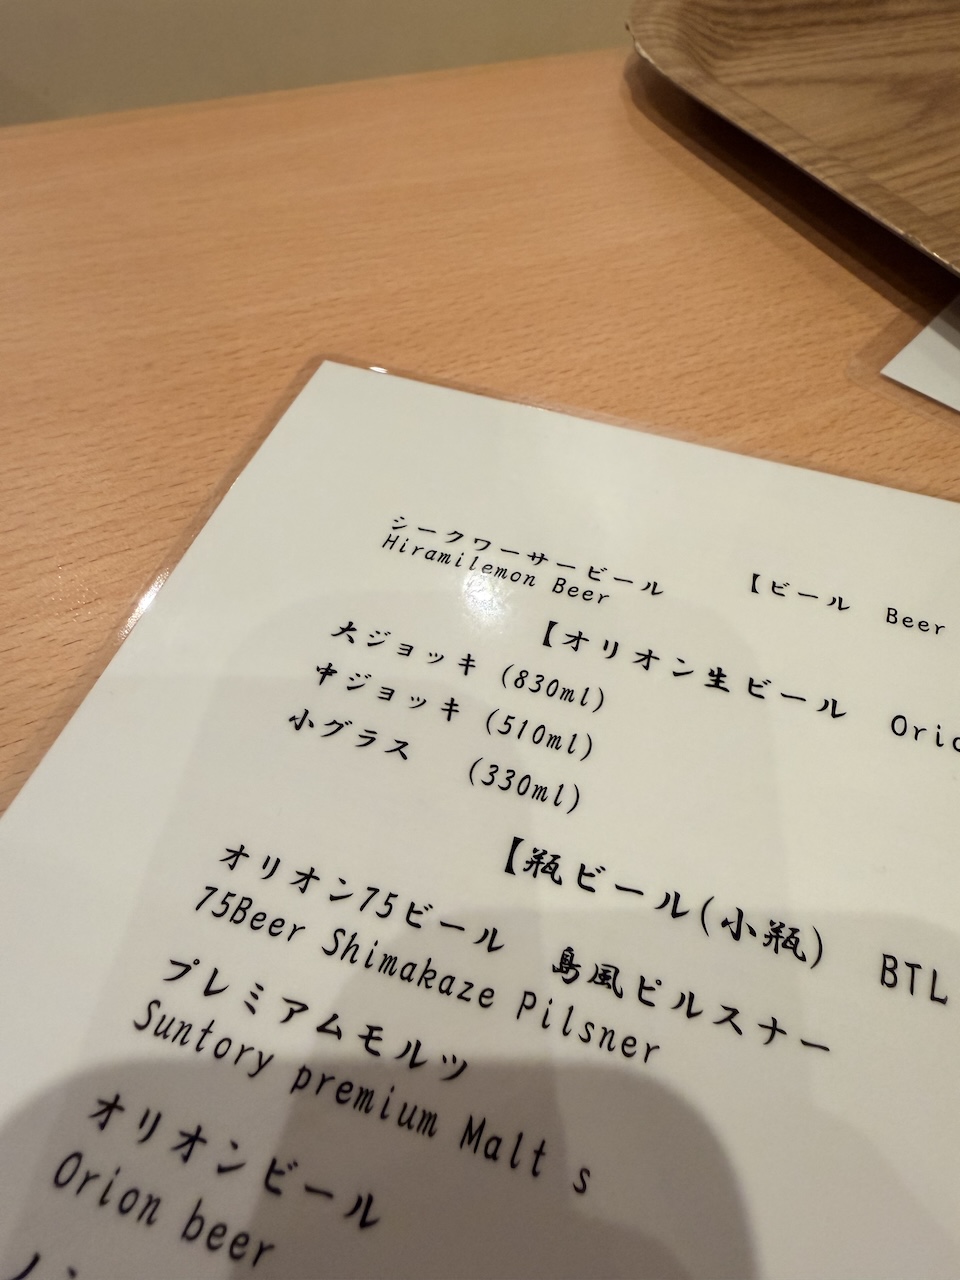 【ビール Beer
シークワーサービール
Hiramilemon Beer
【オリオン生ビール
大ジョッキ (830ml)
中ジョッキ (510ml)
小グラス (330ml)
【瓶ビール(小瓶) BTL
オリオン75ビール 島風ピルスナー
75Beer Shimakaze Pilsner
プレミアムモルツ
Suntory premium Malt s
オリオンビール
Orion beer